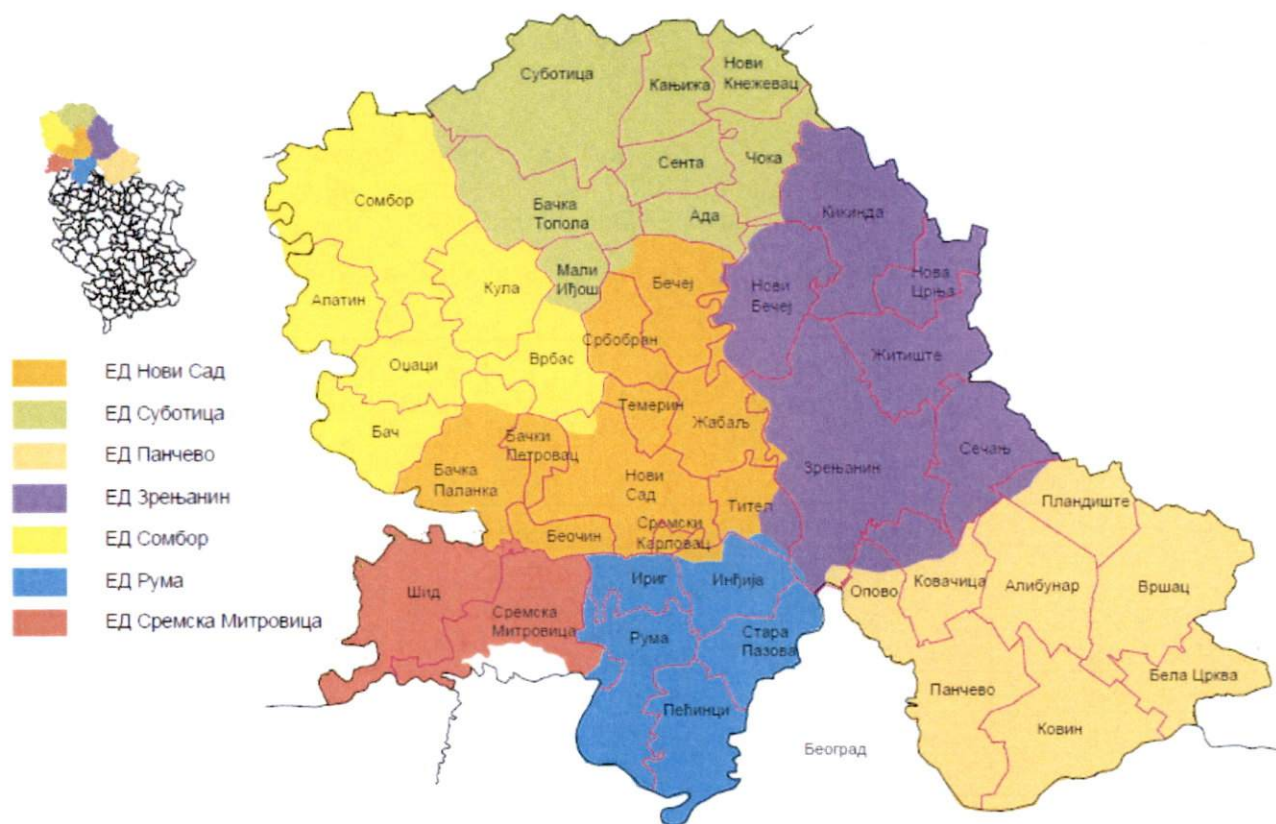 Суботица
Кањижа
Нови
Кнежевац
Сента
Чока
Сомбор
Бачка
Топола
Ада
Кикинда
Мали
Иђош
Бечеј
Нови
Бечеј
Нова
Црња
Апатин
Кула
Србобран
Житиште
Оџаци
Врбас
Темерин
Жабаљ
Бач
Бачки
Петровац
Бачка
Паланка
Нови
Сад
Зрењанин
Сечањ
Тител
Пландиште
Беочин
Сремски
Карловац
Шид
Сремска
Митровица
Ириг
Инђија
Опово
Ковачица
Алибунар
Вршац
Рума
Стара
Пазова
Панчево
Бела Црква
Пећинци
Ковин
Београд
ЕД Нови Сад
ЕД Суботица
ЕД Панчево
ЕД Зрењанин
ЕД Сомбор
ЕД Рума
ЕД Сремска Митровица